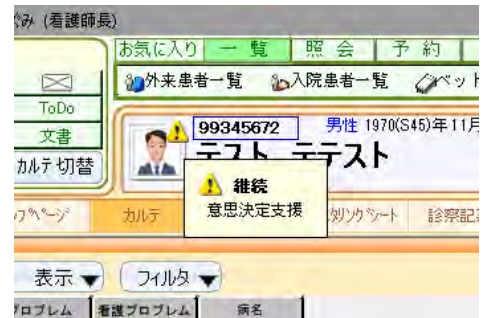 ぐみ (看護師長)
お気に入り 一 覧 照 会 予 約
外来患者一覧 入院患者一覧 ベット
ToDo
文書
カルテ切替
99345672 男性 1970(S45)年11月
テスト テテスト
継続
意思決定支援
カルテ 診察記
表示 フィルタ
プロブレム 看護プロブレム 病名